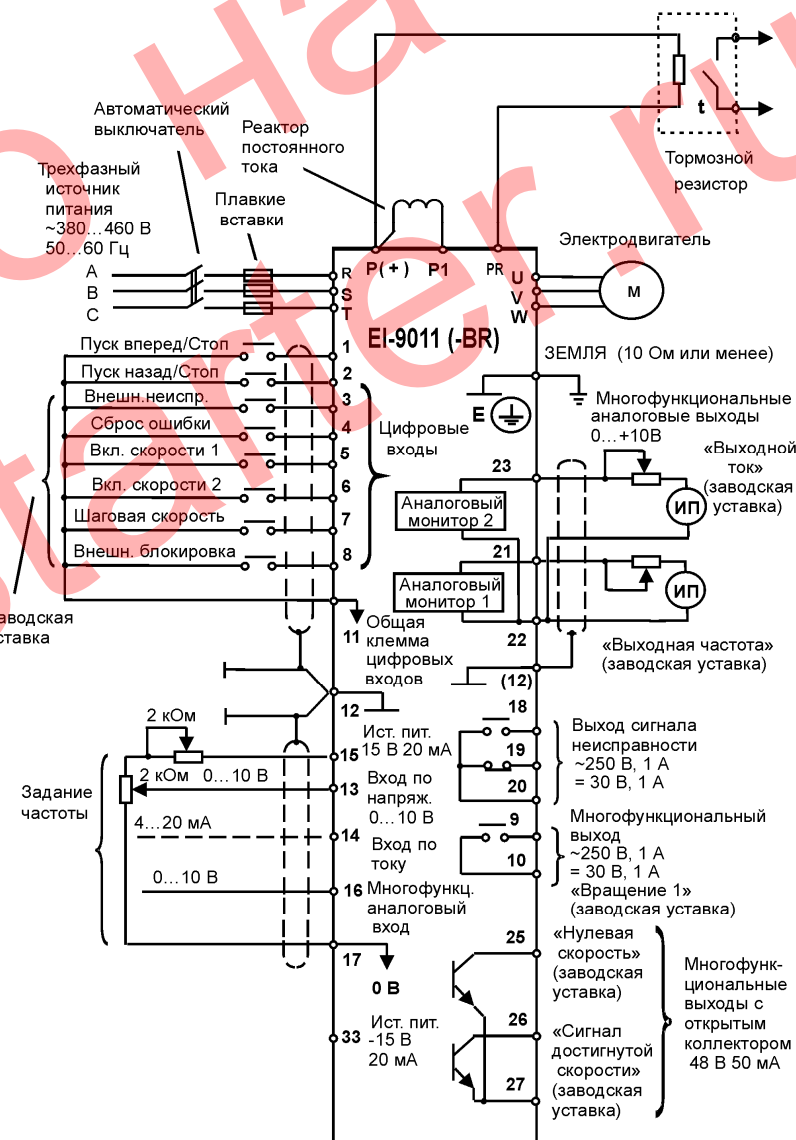 о на
starter.ru
t
Тормозной
резистор
Автоматический
выключатель
Реактор
постоянного
тока
Трехфазный
источник
питания
~380…460 В
50…60 Гц
Плавкие
вставки
Электродвигатель
A
B
C
R
S
T
P(+)
P1
PR
U
V
W
М
EI-9011 (-BR)
Пуск вперед/Стоп
1
Пуск назад/Стоп
2
Внешн.неиспр.
3
Сброс ошибки
4
Вкл. скорости 1
5
Вкл. скорости 2
6
Шаговая скорость
7
Внешн. блокировка
8
Цифровые
входы
аводская
ставка
11
Общая
клемма
цифровых
входов
ЗЕМЛЯ (10 Ом или менее)
E
Многофункциональные
аналоговые выходы
0…+10В
«Выходной
ток»
(заводская
уставка)
23
Аналоговый
монитор 2
ИП
21
Аналоговый
монитор 1
ИП
22
«Выходная частота»
(заводская уставка)
(12)
12
2 кОм
15
Ист. пит.
15 В 20 мА
Задание
частоты
2 кОм
0…10 В
13
Вход по
напряж.
0…10 В
4…20 мА
14
Вход по
току
0…10 В
16
Многофункц.
аналоговый
вход
17
0 В
33
Ист. пит.
-15 В
20 мА
18
19
20
Выход сигнала
неисправности
~250 В, 1 А
= 30 В, 1 А
9
10
Многофункциональный
выход
~250 В, 1 А
= 30 В, 1 А
«Вращение 1»
(заводская уставка)
25
«Нулевая
скорость»
(заводская
уставка)
26
«Сигнал
достигнутой
скорости»
(заводская
уставка)
27
Многофунк-
циональные
выходы с
открытым
коллектором
48 В 50 мА